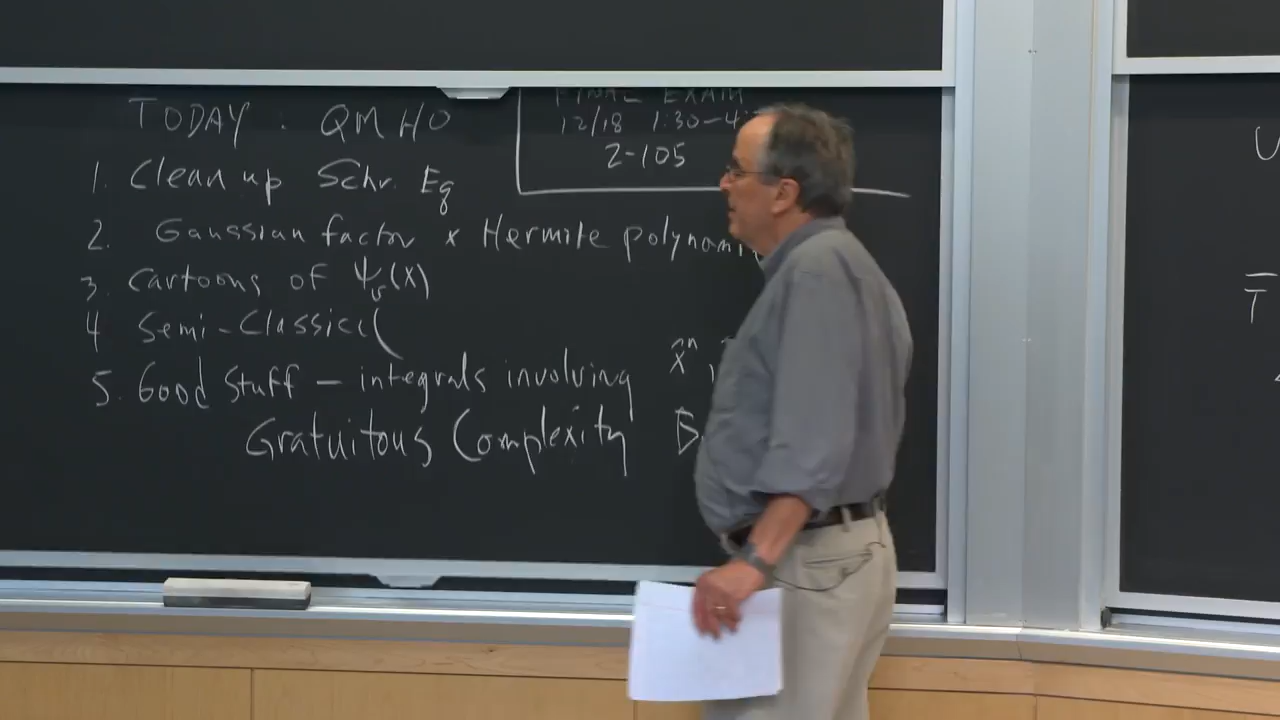 TODAY : QM HO
1. Clean up Schr. Eq
2. Gaussian factor x Hermite polynomi
3. Cartoons of ψᵥ(x)
4 Semi-Classical
5. Good Stuff — integrals involving x̂ⁿ,
Gratuitous Complexity
FINAL EXAM
12/18 1:30-4:
2-105
U
T̅